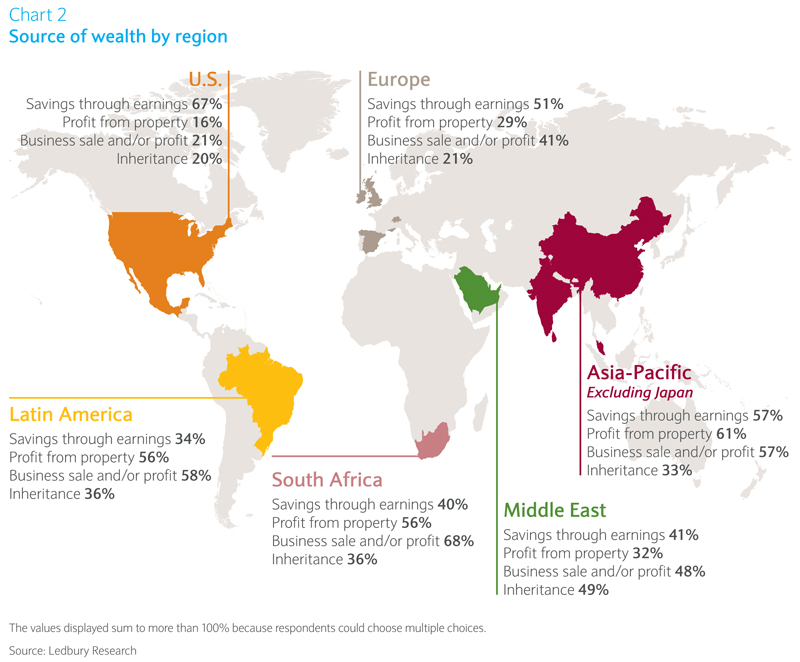 Chart 2
Source of wealth by region
U.S.
Savings through earnings 67%
Profit from property 16%
Business sale and/or profit 21%
Inheritance 20%
Europe
Savings through earnings 51%
Profit from property 29%
Business sale and/or profit 41%
Inheritance 21%
Asia-Pacific
Excluding Japan
Savings through earnings 57%
Profit from property 61%
Business sale and/or profit 57%
Inheritance 33%
Latin America
Savings through earnings 34%
Profit from property 56%
Business sale and/or profit 58%
Inheritance 36%
South Africa
Savings through earnings 40%
Profit from property 56%
Business sale and/or profit 68%
Inheritance 36%
Middle East
Savings through earnings 41%
Profit from property 32%
Business sale and/or profit 48%
Inheritance 49%
The values displayed sum to more than 100% because respondents could choose multiple choices.
Source: Ledbury Research